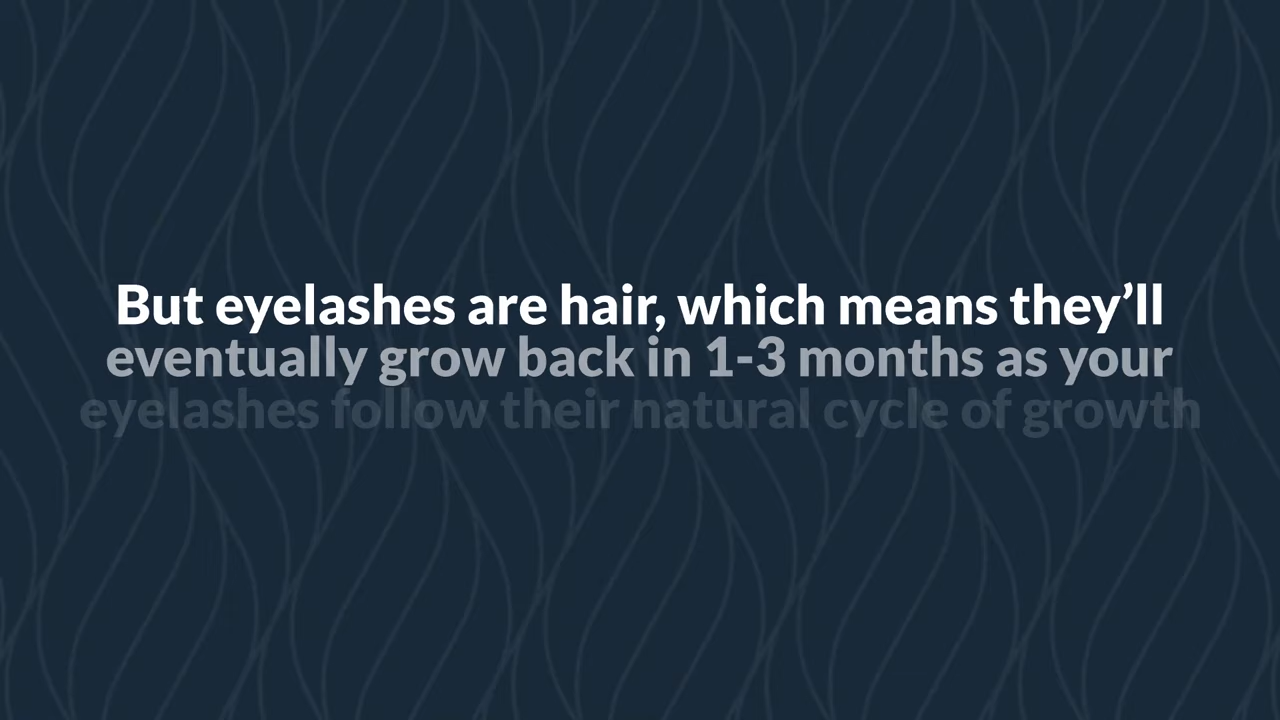 But eyelashes are hair, which means they’ll
eventually grow back in 1-3 months as your
eyelashes follow their natural cycle of growth